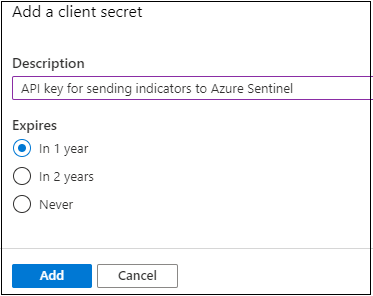 Add a client secret
Description
API key for sending indicators to Azure Sentinel
Expires
In 1 year
In 2 years
Never
Add Cancel